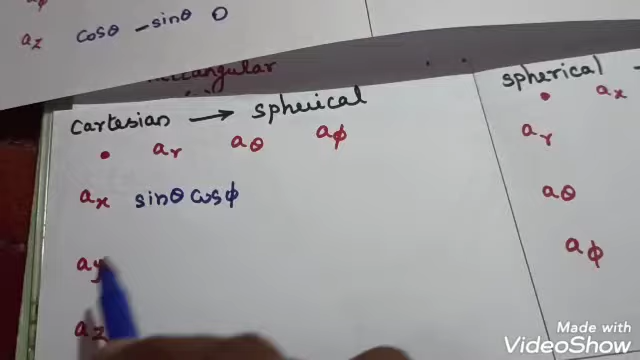 aφ
az cosθ -sinθ 0
Cartesian → spherical
• ar aθ aφ
ax sinθ cosφ
ay
az
spherical
• ax
ar
aθ
aφ
Made with
VideoShow